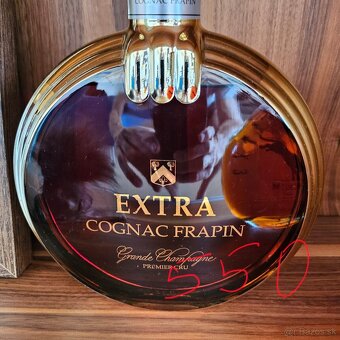 COGNAC FRAPIN
EXTRA
COGNAC FRAPIN
Grande Champagne
PREMIER CRU
550